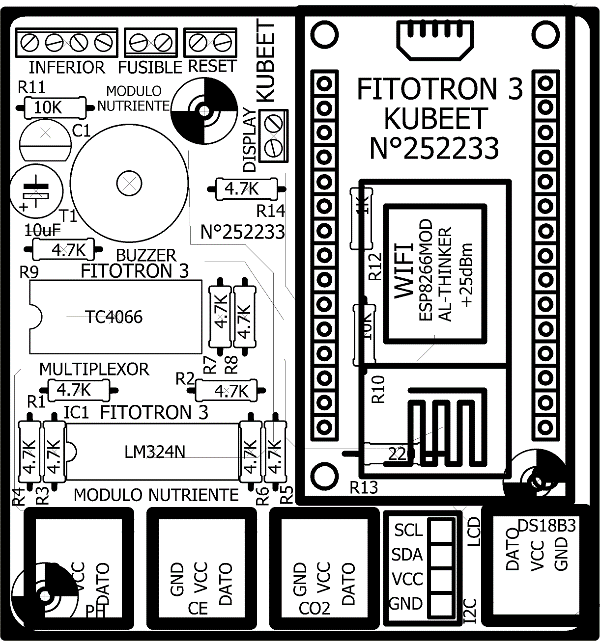 INFERIOR
FUSIBLE
RESET
KUBEET
R11
10K
MODULO
NUTRIENTE
C1
DISPLAY
4.7K
R14
T1
+
10uF
4.7K
R9
N°252233
BUZZER
FITOTRON 3
TC4066
4.7K
4.7K
R7
R8
MULTIPLEXOR
4.7K
R1
R2
4.7K
IC1
FITOTRON 3
4.7K
4.7K
LM324N
4.7K
4.7K
R4
R3
MODULO NUTRIENTE
R6
R5
FITOTRON 3
KUBEET
N°252233
1K
R12
WIFI
ESP8266MOD
AL-THINKER
+25dBm
10K
R10
R13
VCC
DATO
PH
GND
VCC
DATO
CE
GND
VCC
DATO
CO2
SCL
SDA
VCC
GND
LCD
I2C
DS18B3
DATO
VCC
GND